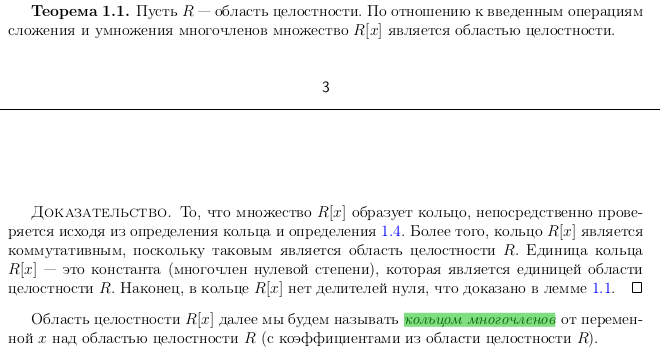 Теорема 1.1. Пусть R — область целостности. По отношению к введенным операциям
сложения и умножения многочленов множество R[x] является областью целостности.
3
Доказательство. То, что множество R[x] образует кольцо, непосредственно прове-
ряется исходя из определения кольца и определения 1.4. Более того, кольцо R[x] является
коммутативным, поскольку таковым является область целостности R. Единица кольца
R[x] — это константа (многочлен нулевой степени), которая является единицей области
целостности R. Наконец, в кольце R[x] нет делителей нуля, что доказано в лемме 1.1. □
Область целостности R[x] далее мы будем называть кольцом многочленов от перемен-
ной x над областью целостности R (с коэффициентами из области целостности R).